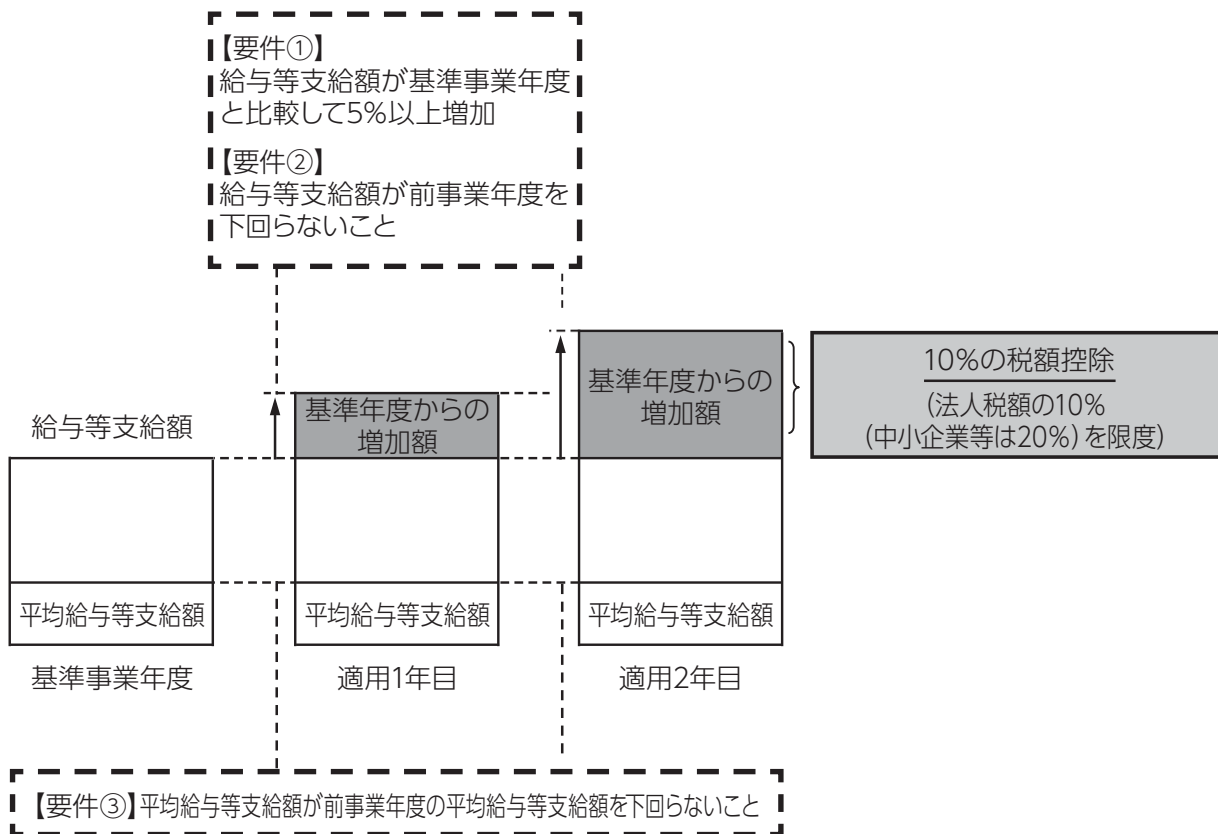 【要件①】
給与等支給額が基準事業年度
と比較して5%以上増加
【要件②】
給与等支給額が前事業年度を
下回らないこと
給与等支給額
基準年度からの
増加額
基準年度からの
増加額
10%の税額控除
(法人税額の10%
(中小企業等は20%)を限度)
平均給与等支給額
平均給与等支給額
平均給与等支給額
基準事業年度
適用1年目
適用2年目
【要件③】平均給与等支給額が前事業年度の平均給与等支給額を下回らないこと